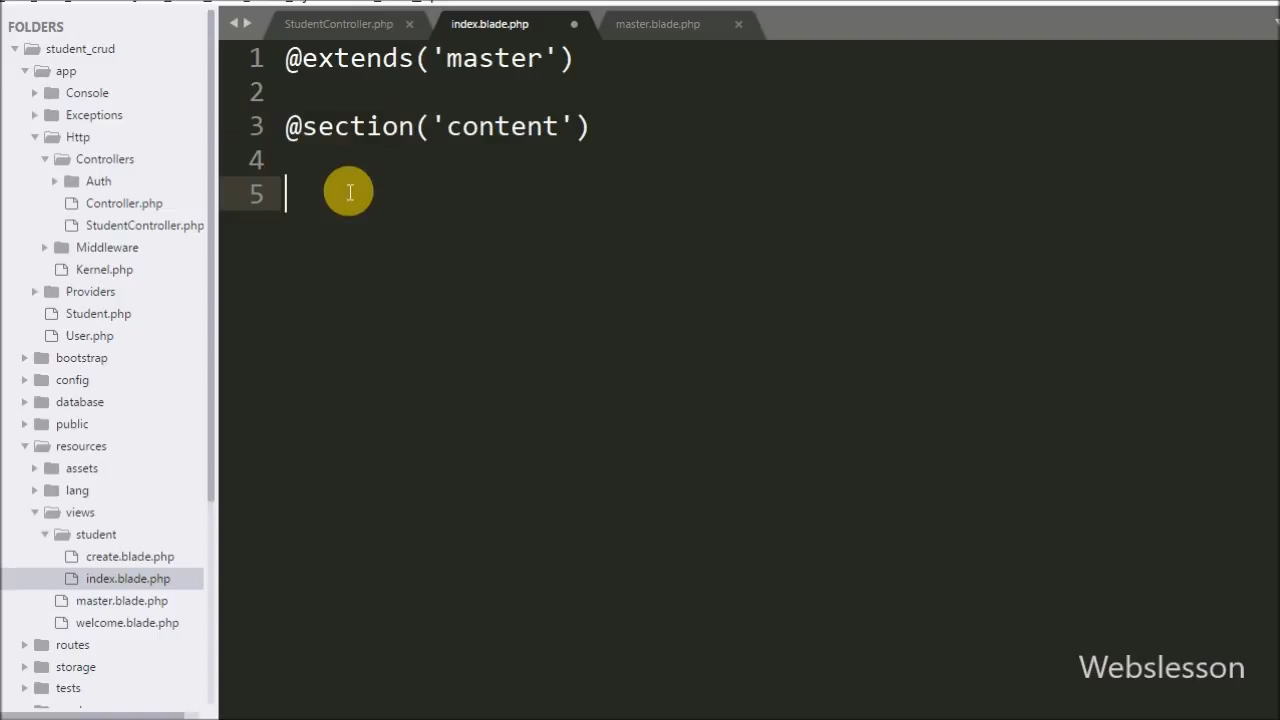 FOLDERS
student_crud
app
Console
Exceptions
Http
Controllers
Auth
Controller.php
StudentController.php
Middleware
Kernel.php
Providers
Student.php
User.php
bootstrap
config
database
public
resources
assets
lang
views
student
create.blade.php
index.blade.php
master.blade.php
welcome.blade.php
routes
storage
tests
StudentController.php
index.blade.php
master.blade.php
1 @extends('master')
2
3 @section('content')
4
5
Webslesson